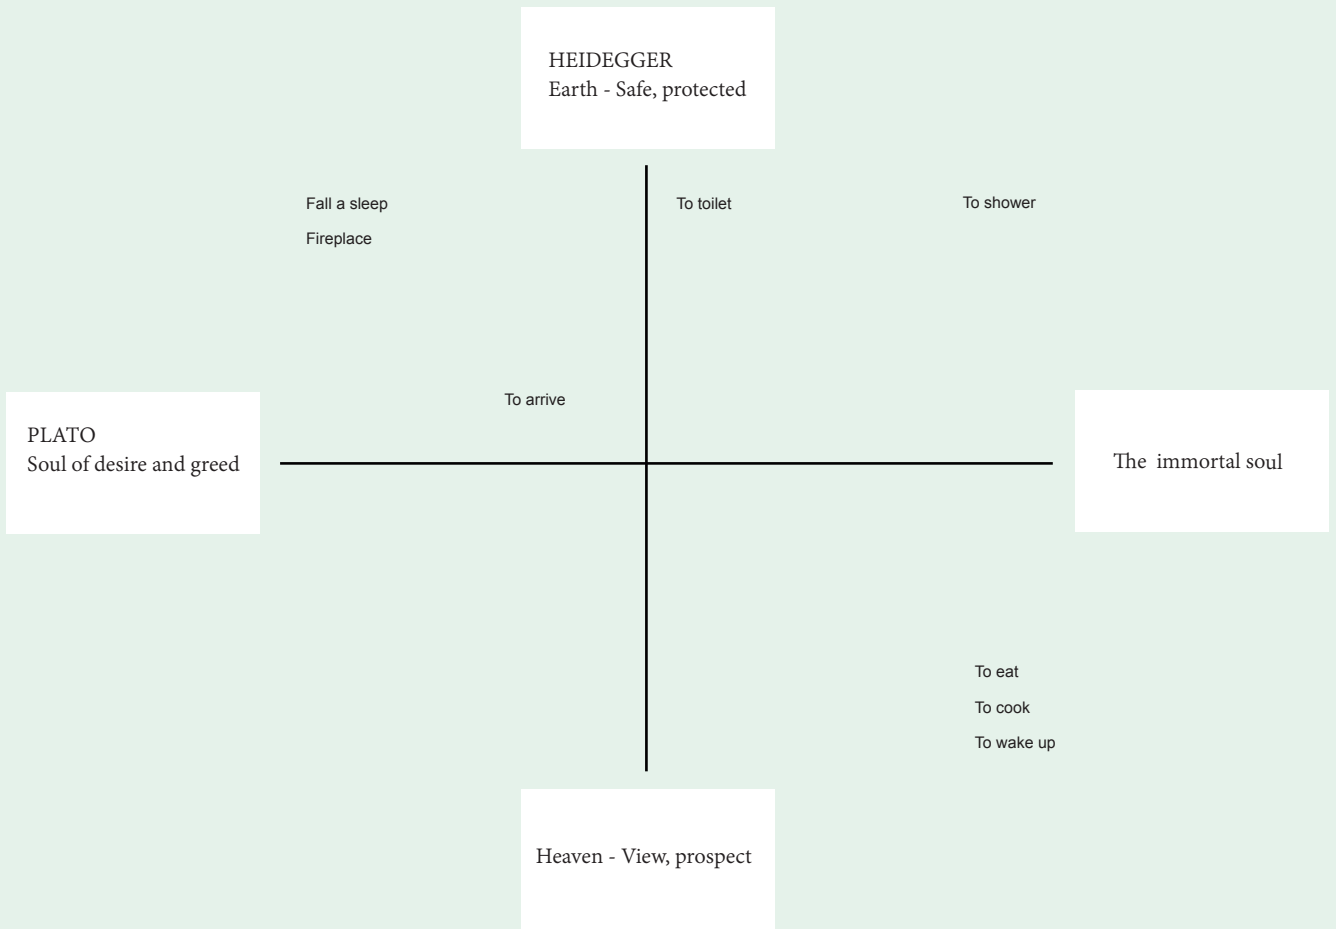 HEIDEGGER
Earth - Safe, protected
Fall a sleep
To toilet
To shower
Fireplace
To arrive
PLATO
Soul of desire and greed
The immortal soul
To eat
To cook
To wake up
Heaven - View, prospect